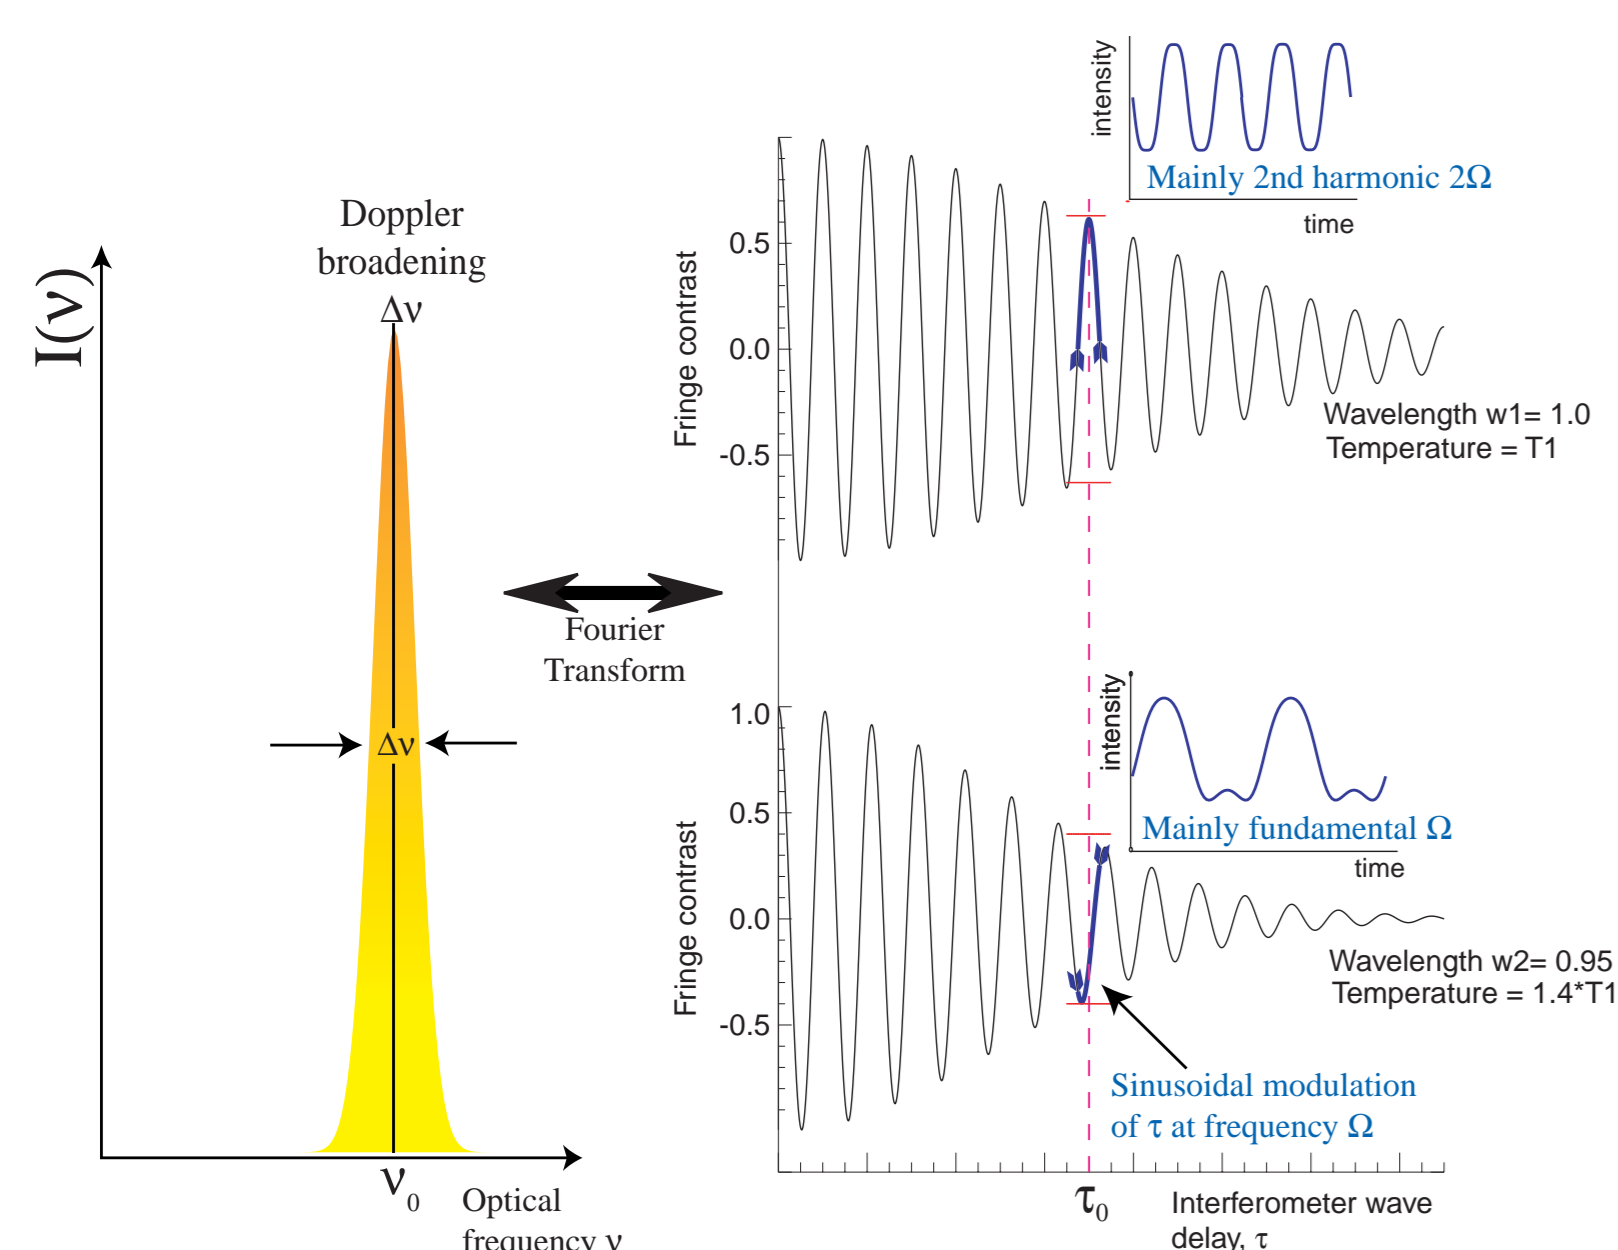 Doppler
broadening
Δν
I(ν)
Δν
ν0
Optical
frequency ν
Fourier
Transform
intensity
Mainly 2nd harmonic 2Ω
time
Fringe contrast
0.5
0.0
-0.5
Wavelength w1= 1.0
Temperature = T1
intensity
Mainly fundamental Ω
time
Fringe contrast
1.0
0.5
0.0
-0.5
Wavelength w2= 0.95
Temperature = 1.4*T1
Sinusoidal modulation
of τ at frequency Ω
τ0
Interferometer wave
delay, τ